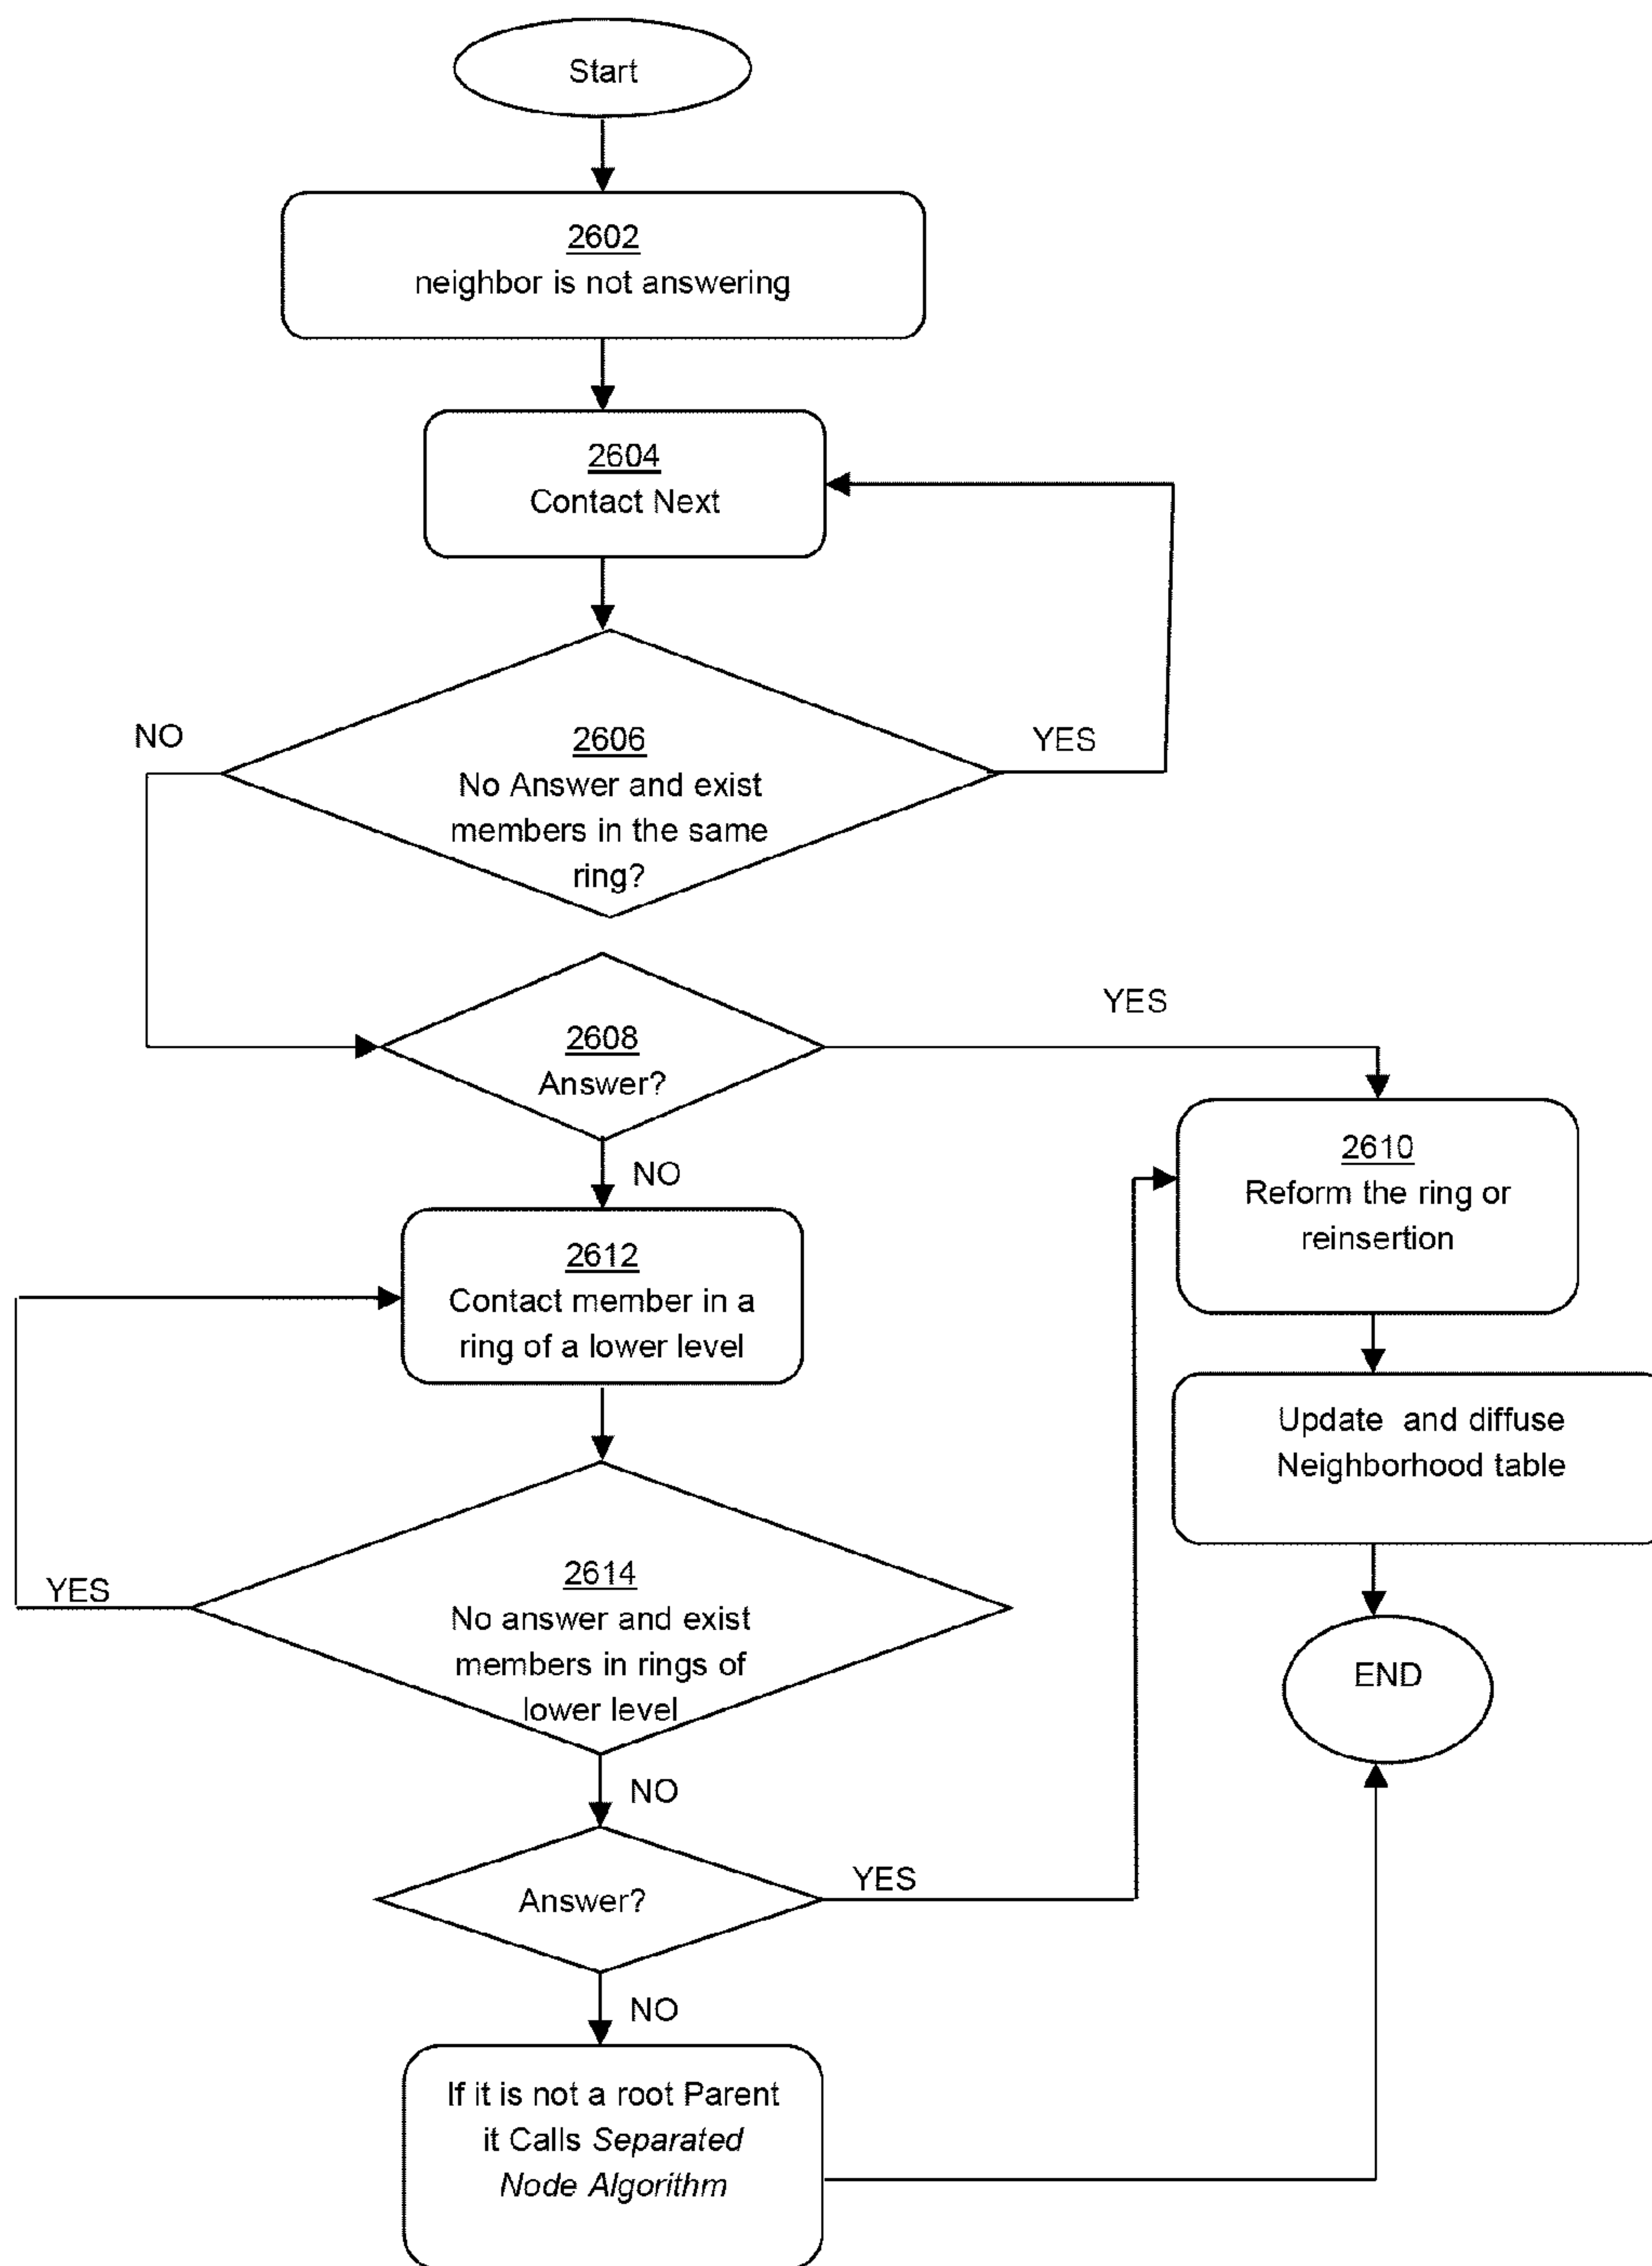 Start
2602
neighbor is not answering
2604
Contact Next
NO
YES
2606
No Answer and exist
members in the same
ring?
YES
2608
Answer?
NO
2610
Reform the ring or
reinsertion
2612
Contact member in a
ring of a lower level
Update and diffuse
Neighborhood table
YES
2614
No answer and exist
members in rings of
lower level
END
NO
Answer?
YES
NO
If it is not a root Parent
it Calls Separated
Node Algorithm